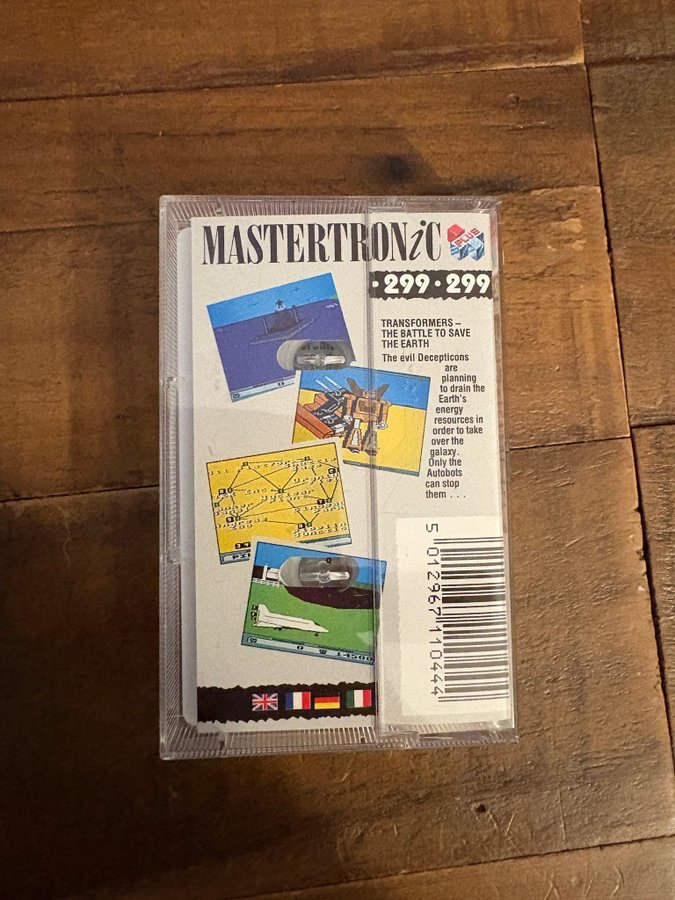 MASTERTRONiC
PLUS
· 299 · 299
TRANSFORMERS –
THE BATTLE TO SAVE
THE EARTH
The evil Decepticons
are
planning
to drain the
Earth's
energy
resources in
order to take
over the
galaxy.
Only the
Autobots
can stop
them . . .
5 012967 110444